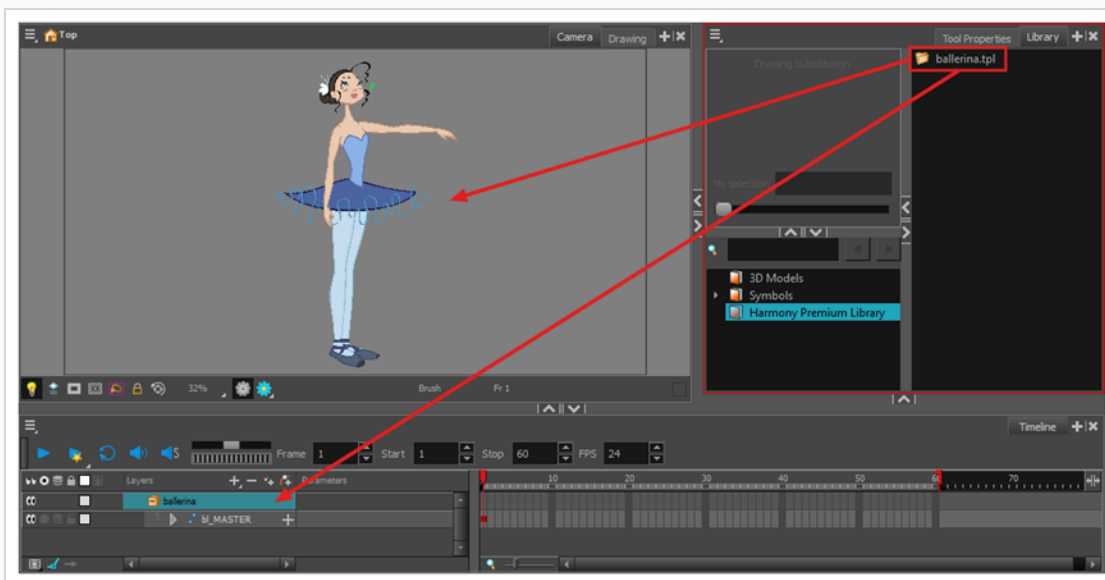 Top
Camera
Drawing
Tool Properties
Library
Drawing Substitution
ballerina.tpl
No selection
3D Models
Symbols
Harmony Premium Library
32%
Brush
Fr 1
Timeline
S
Frame 1 Start 1 Stop 60 FPS 24
Layers
Parameters
10 20 30 40 50 60 70
ballerina
bl_MASTER